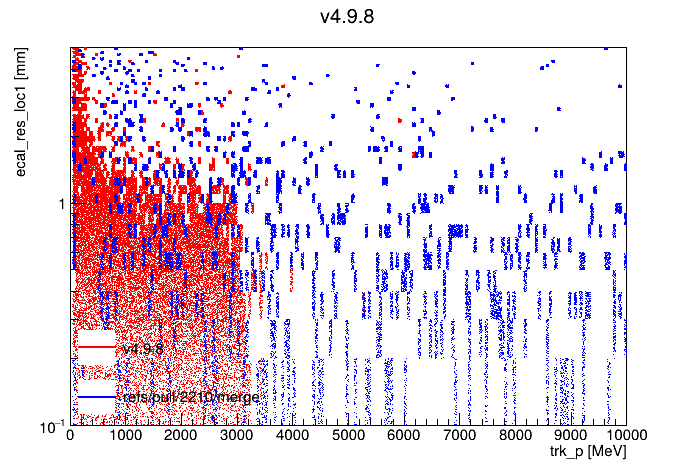 v4.9.8
ecal_res_loc1 [mm]
1
10⁻¹
v4.9.8
refs/pull/2210/merge
0 1000 2000 3000 4000 5000 6000 7000 8000 9000 10000
trk_p [MeV]